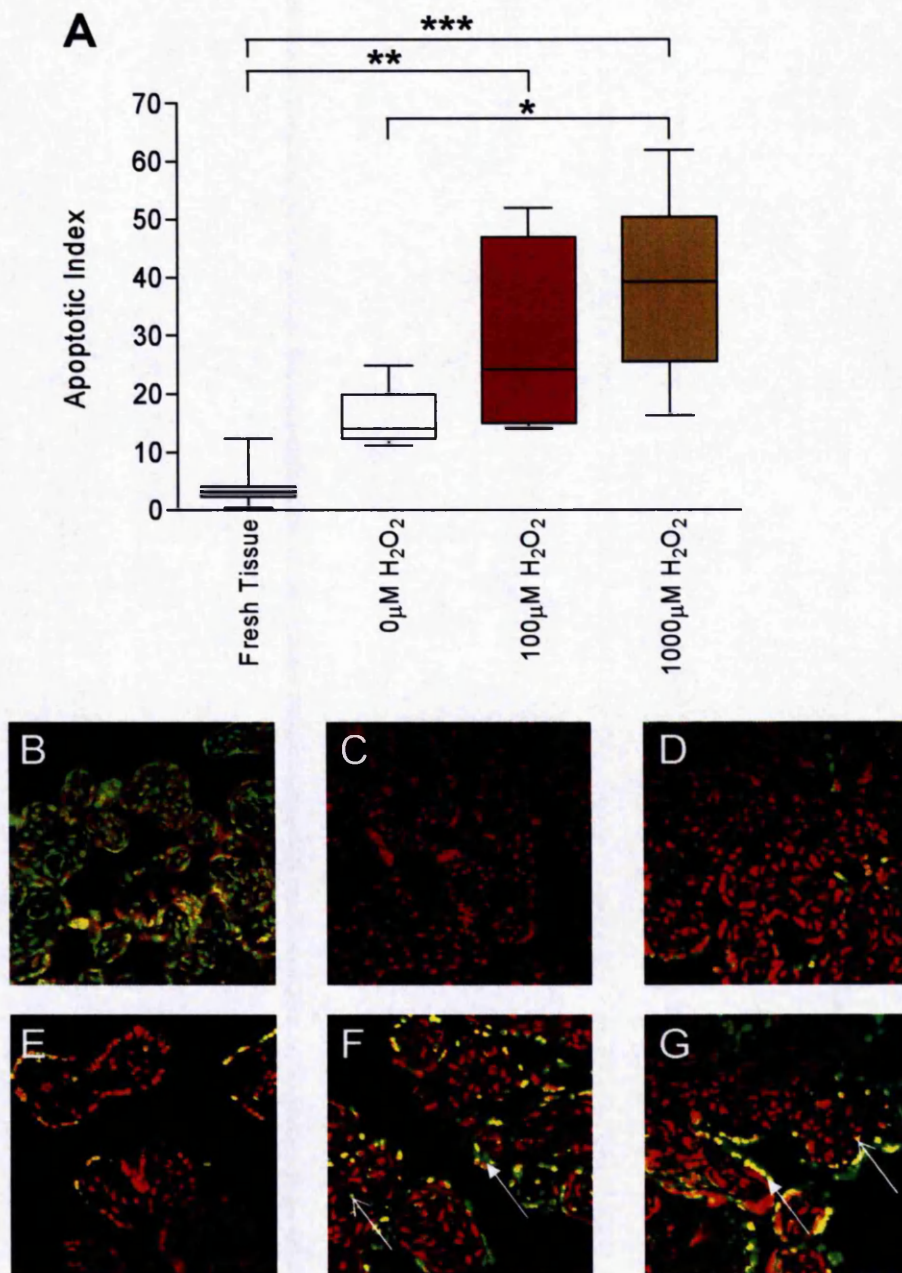 A
***
**
*
70
60
50
40
30
20
10
0
Apoptotic Index
Fresh Tissue
0μM H₂O₂
100μM H₂O₂
1000μM H₂O₂
B
C
D
E
F
G